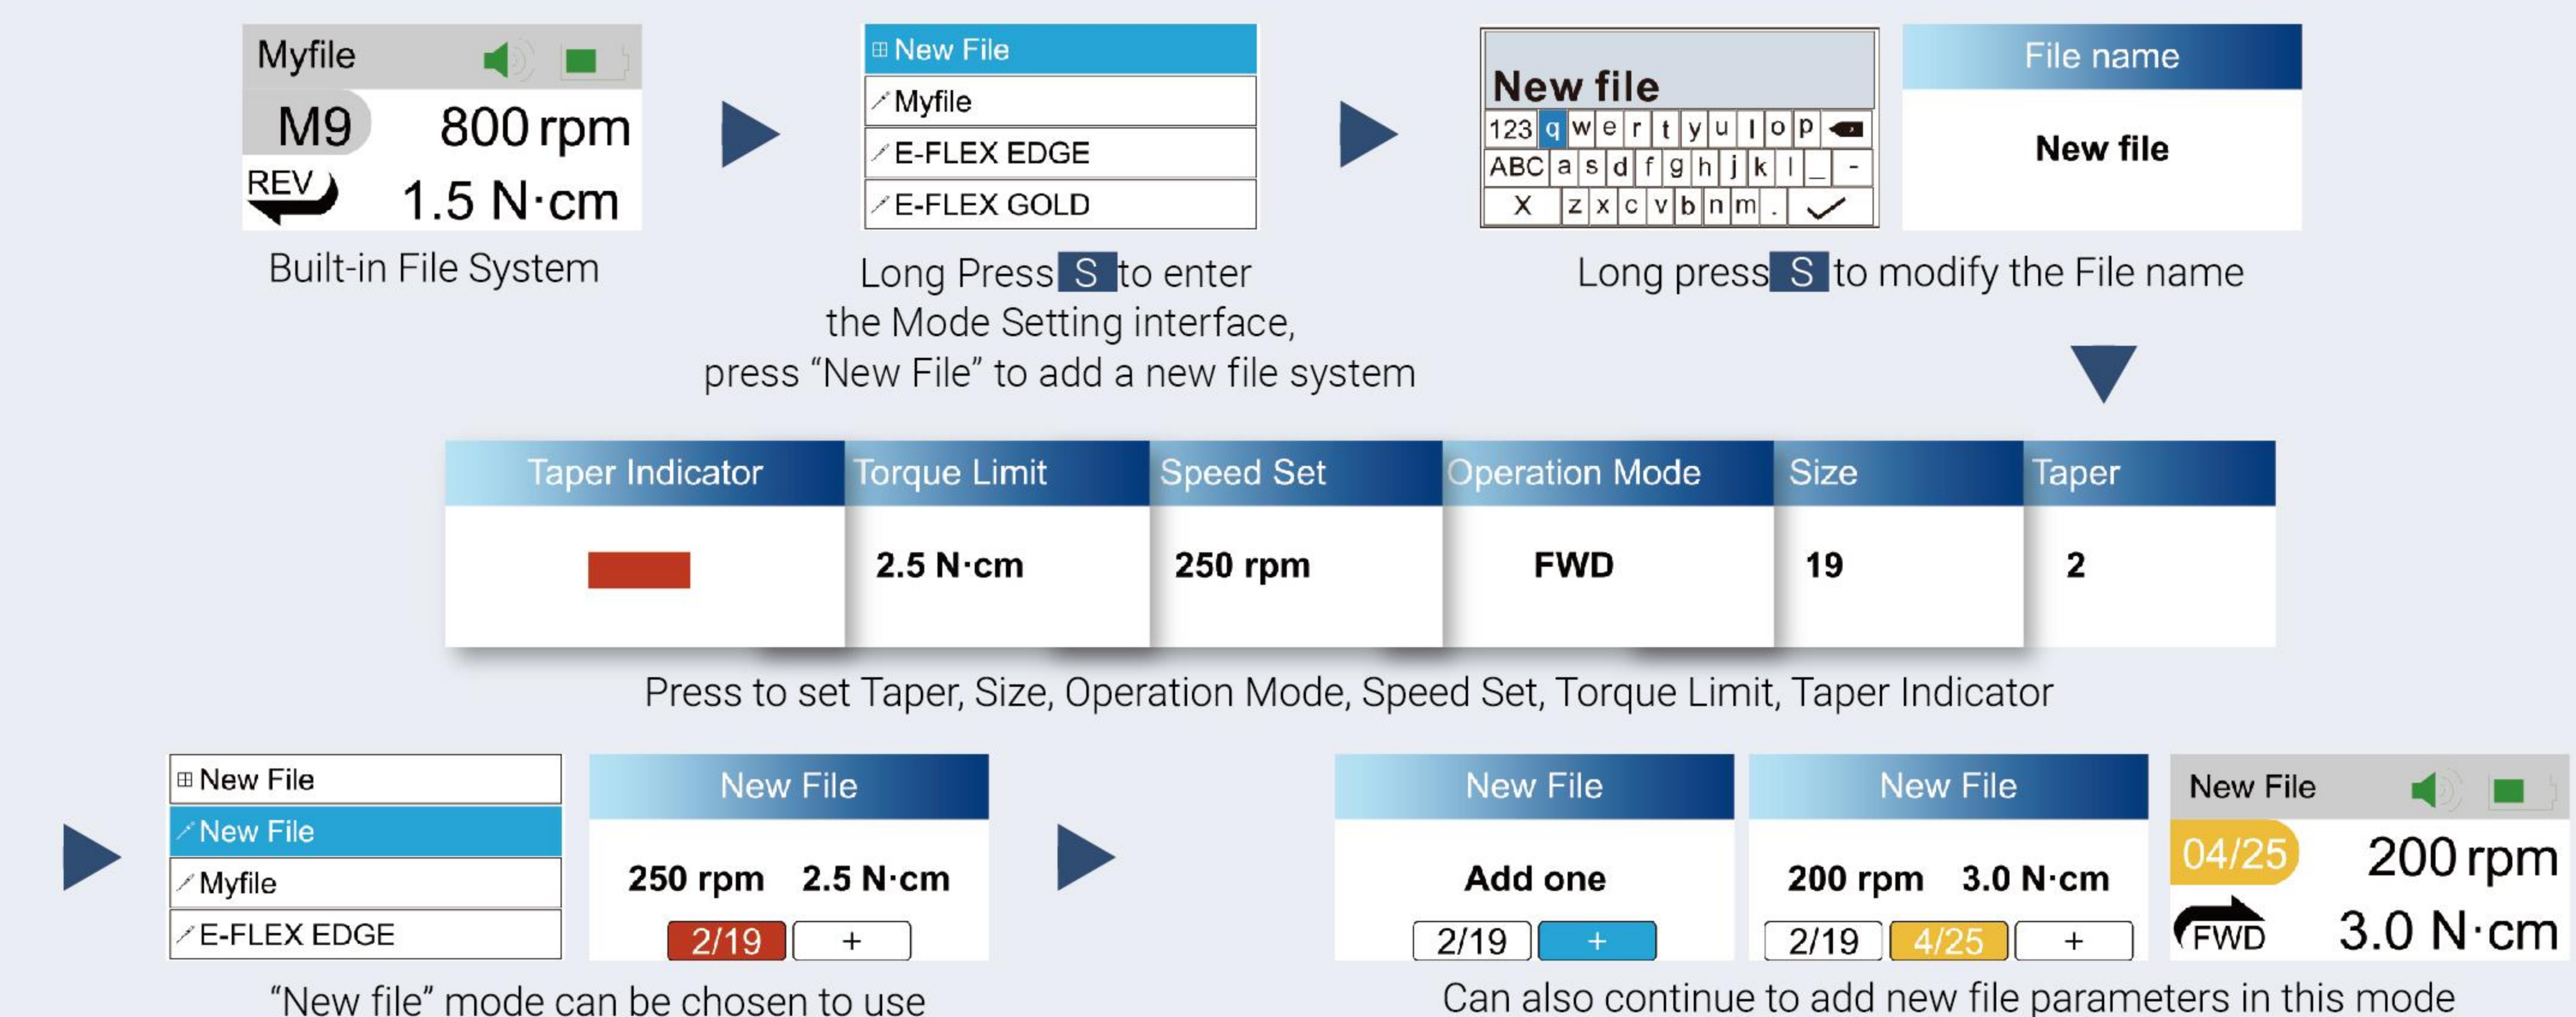 Myfile
M9 800 rpm
REV 1.5 N·cm
Built-in File System
New File
Myfile
E-FLEX EDGE
E-FLEX GOLD
Long Press S to enter
the Mode Setting interface,
press “New File” to add a new file system
New file
123 q w e r t y u I o p
ABC a s d f g h j k l _ -
X z x c v b n m . ✓
File name
New file
Long press S to modify the File name
Taper Indicator Torque Limit Speed Set Operation Mode Size Taper
2.5 N·cm 250 rpm FWD 19 2
Press to set Taper, Size, Operation Mode, Speed Set, Torque Limit, Taper Indicator
New File
New File
Myfile
E-FLEX EDGE
New File
250 rpm 2.5 N·cm
2/19 +
“New file” mode can be chosen to use
New File
Add one
2/19 +
New File
200 rpm 3.0 N·cm
2/19 4/25 +
New File
04/25 200 rpm
FWD 3.0 N·cm
Can also continue to add new file parameters in this mode